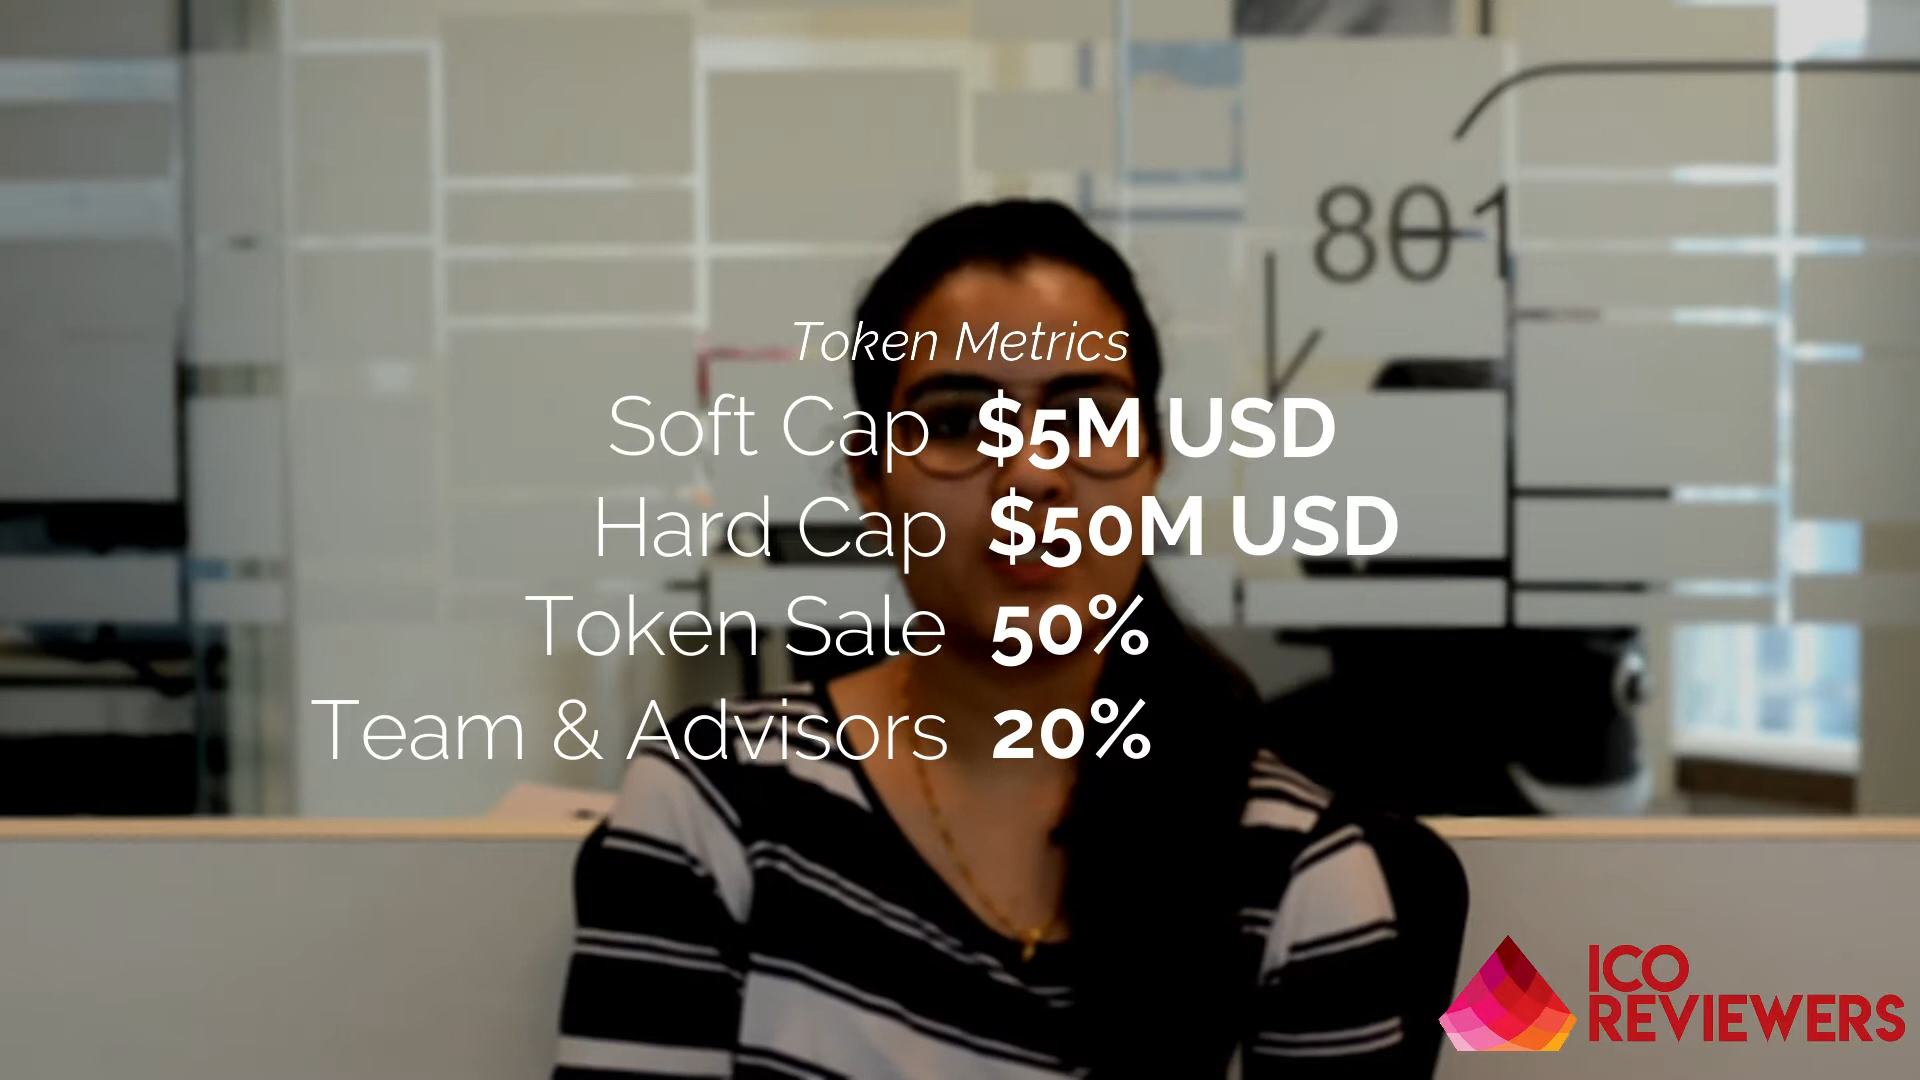 801
Token Metrics
Soft Cap $5M USD
Hard Cap $50M USD
Token Sale 50%
Team & Advisors 20%
ICO
REVIEWERS